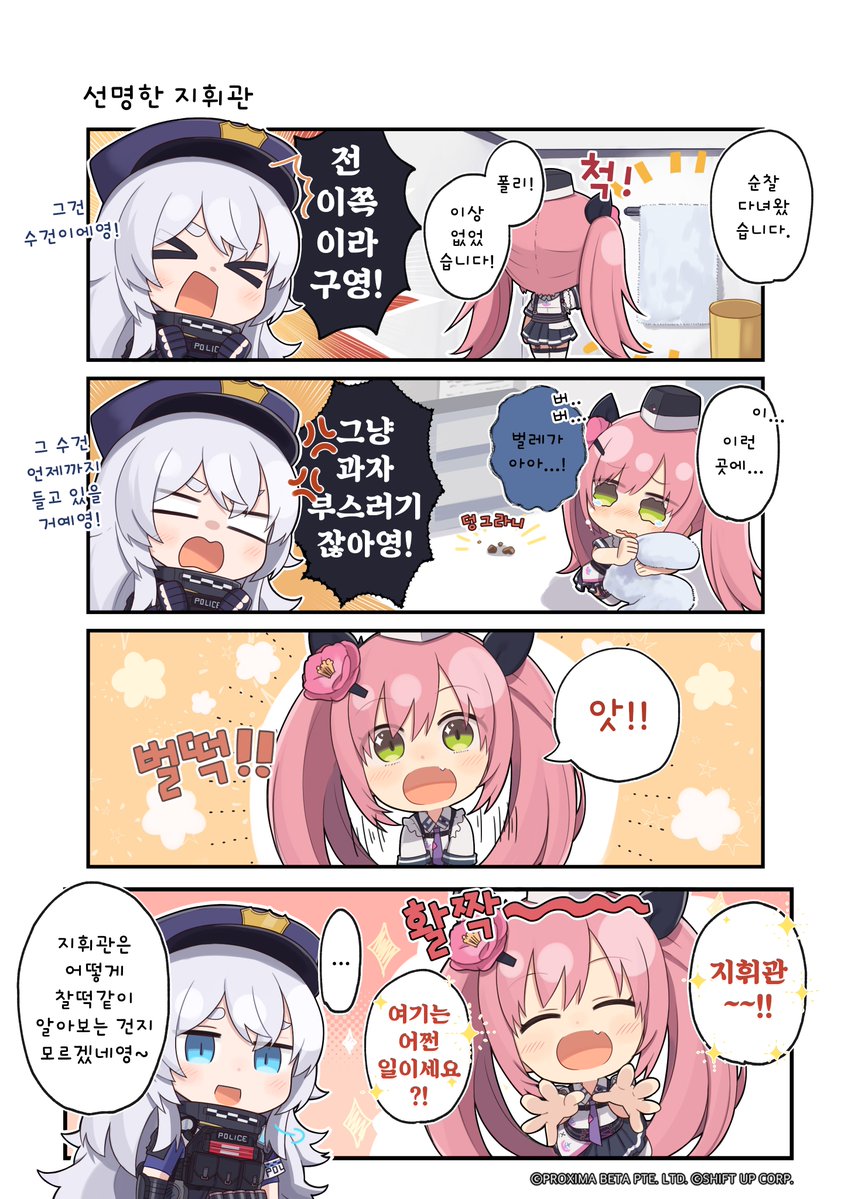 선명한 지휘관
순찰
다녀왔
습니다.
척!
폴리!
이상
없었
습니다!
전
이쪽
이라
구영!
그건
수건이에영!
POLICE
이...
이런
곳에...
버..
버...
벌레가
아아...!
덩그라니
그냥
과자
부스러기
잖아영!
그 수건
언제까지
들고 있을
거예영!
POLICE
앗!!
벌떡!!
지휘관
~~!!
활짝
여기는
어쩐
일이세요
?!
...
지휘관은
어떻게
찰떡같이
알아보는 건지
모르겠네영~
POLICE
POL
©PROXIMA BETA PTE. LTD. ©SHIFT UP CORP.